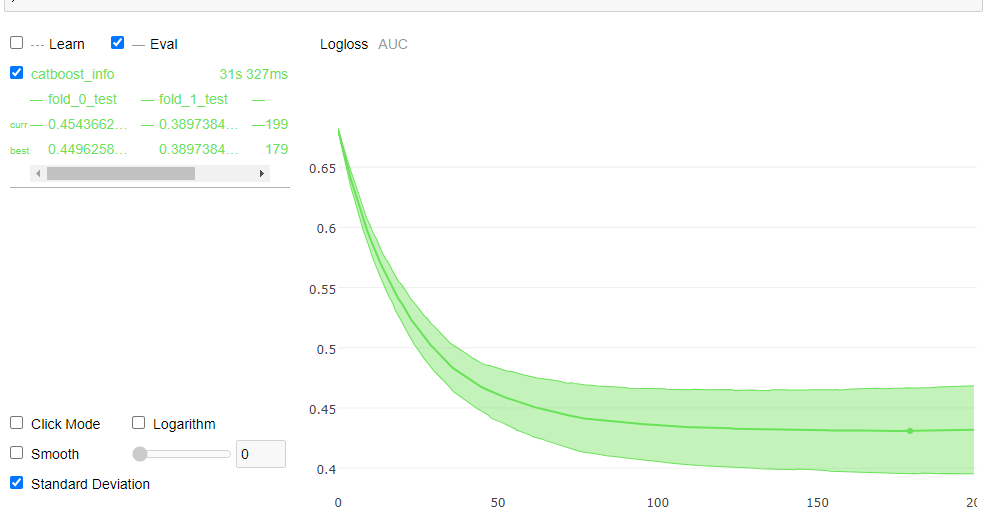 --- Learn — Eval
Logloss AUC
catboost_info 31s 327ms
— fold_0_test — fold_1_test —
curr — 0.4543662... — 0.3897384... —199
best 0.4496258... 0.3897384... 179
0.65
0.6
0.55
0.5
0.45
0.4
0 50 100 150 20
Click Mode Logarithm
Smooth 0
Standard Deviation